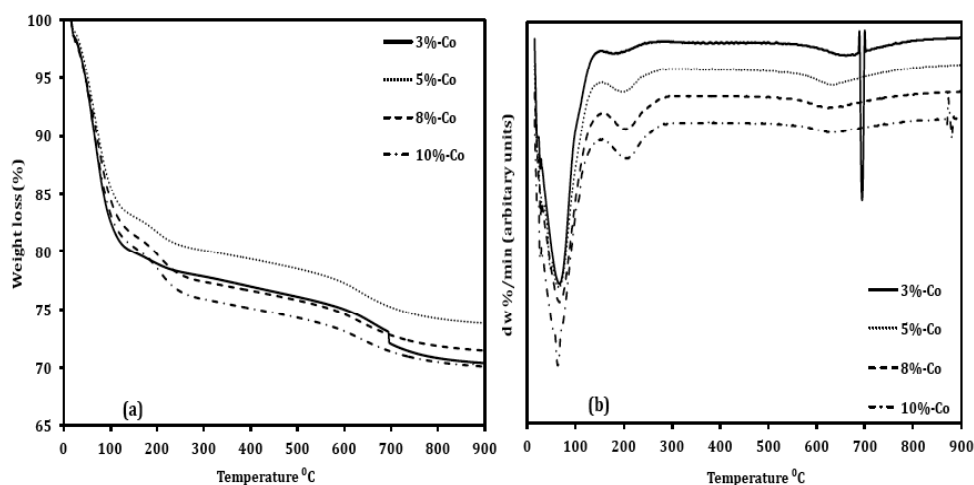 100
95
90
85
80
75
70
65
Weight loss (%)
3%-Co
5%-Co
8%-Co
10%-Co
(a)
0 100 200 300 400 500 600 700 800 900
Temperature ⁰C
dw %/min (arbitary units)
3%-Co
5%-Co
8%-Co
10%-Co
(b)
0 100 200 300 400 500 600 700 800 900
Temperature ⁰C